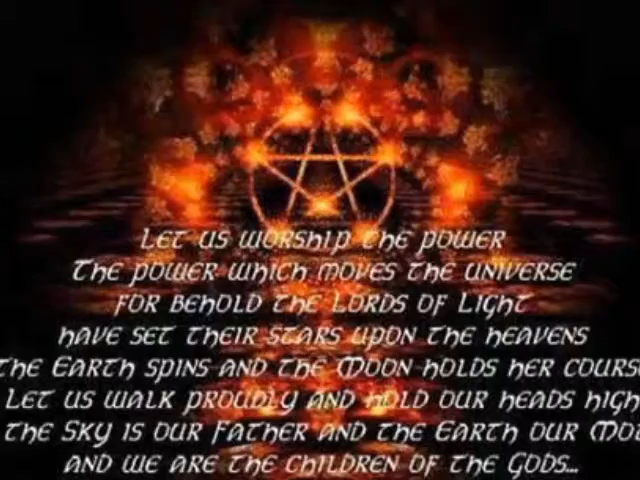 Let us worship the power
The power which moves the universe
for behold the Lords of Light
have set their stars upon the heavens
the Earth spins and the Moon holds her course
Let us walk proudly and hold our heads high
the Sky is our Father and the Earth our Mot
and we are the children of the Gods...